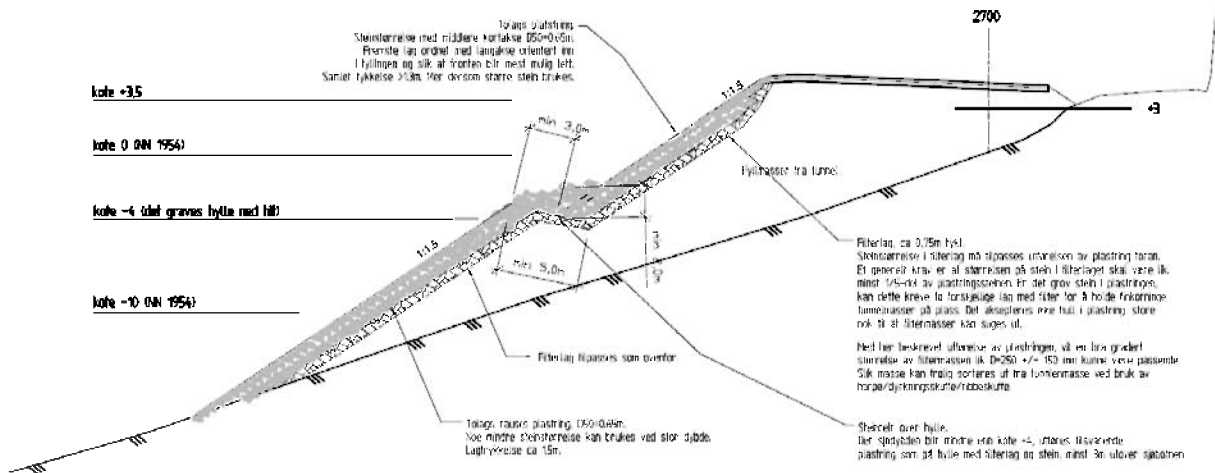 Tolags plastring.
Steinstørrelse med midlere kortakse D50=0.65m.
Fremste lag ordnet med langakse orientert inn
i fyllingen og slik at fronten blir mest mulig tett.
Samlet tykkelse >1.3m. Mer dersom større stein brukes.
2700
kote +3,5
1:1.5
+3
min 3,0m
kote 0 (NN 1954)
Fyllmasser fra tunnel
kote -4 (det graves hylle ned hit)
1:1.5
min 5,0m
Filterlag, ca 0,75m tykt.
Steinstørrelse i filterlag må tilpasses utførelsen av plastring foran.
Et generelt krav er at størrelsen på stein i filterlaget skal være lik
minst 1/5-del av plastringssteinen. Er det grov stein i plastringen,
kan dette kreve to forskjellige lag med filter for å holde finkornige
tunnelmasser på plass. Det aksepteres ikke hull i plastring store
nok til at filtermasser kan suges ut.
kote -10 (NN 1954)
Med her beskrevet utførelse av plastringen, vil en bra gradert
størrelse av filtermassen lik D=250 +/- 150 mm kunne være passende.
Slik masse kan trolig sorteres ut fra tunnelmasse ved bruk av
harpe/dyrkningsskuffe/ribbeskuffe
Filterlag tilpasses som ovenfor
Tolags rauset plastring, D50=0.65m.
Noe mindre steinstørrelse kan brukes ved stor dybde.
Lagtykkelse ca 1.5m.
Stenrett over hylle.
Der sjødybden blir mindre enn kote -4, utføres tilsvarende
plastring som på hylle med filterlag og stein, minst 3m utover sjøbotnen